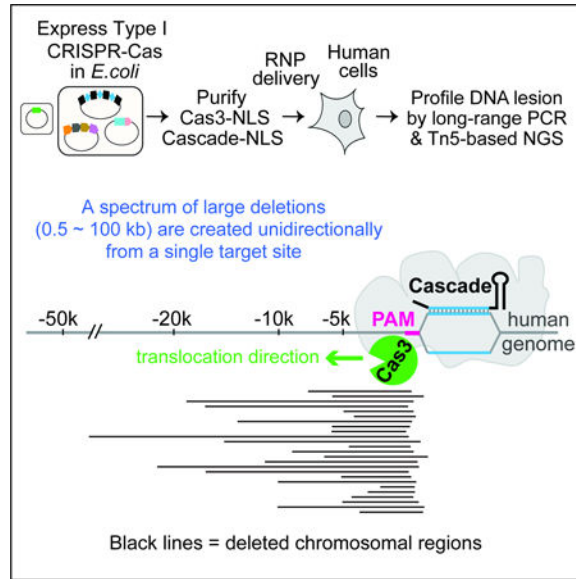 Express Type I
CRISPR-Cas
in E.coli
Purify
Cas3-NLS
Cascade-NLS
RNP
delivery
Human
cells
Profile DNA lesion
by long-range PCR
& Tn5-based NGS
A spectrum of large deletions
(0.5 ~ 100 kb) are created unidirectionally
from a single target site
Cascade
-50k // -20k -10k -5k PAM
human
genome
translocation direction
Cas3
Black lines = deleted chromosomal regions